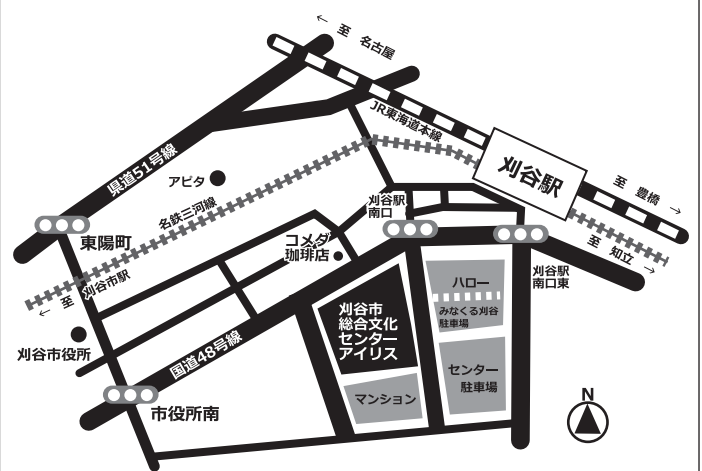 ← 至 名古屋
JR東海道本線
刈谷駅
至 豊橋 →
至 知立 →
県道51号線
アピタ
名鉄三河線
刈谷駅
南口
東陽町
コメダ
珈琲店
刈谷駅
南口東
← 至 刈谷市駅
ハロー
みなくる刈谷
駐車場
刈谷市
総合文化
センター
アイリス
刈谷市役所
国道48号線
センター
駐車場
マンション
市役所南
N